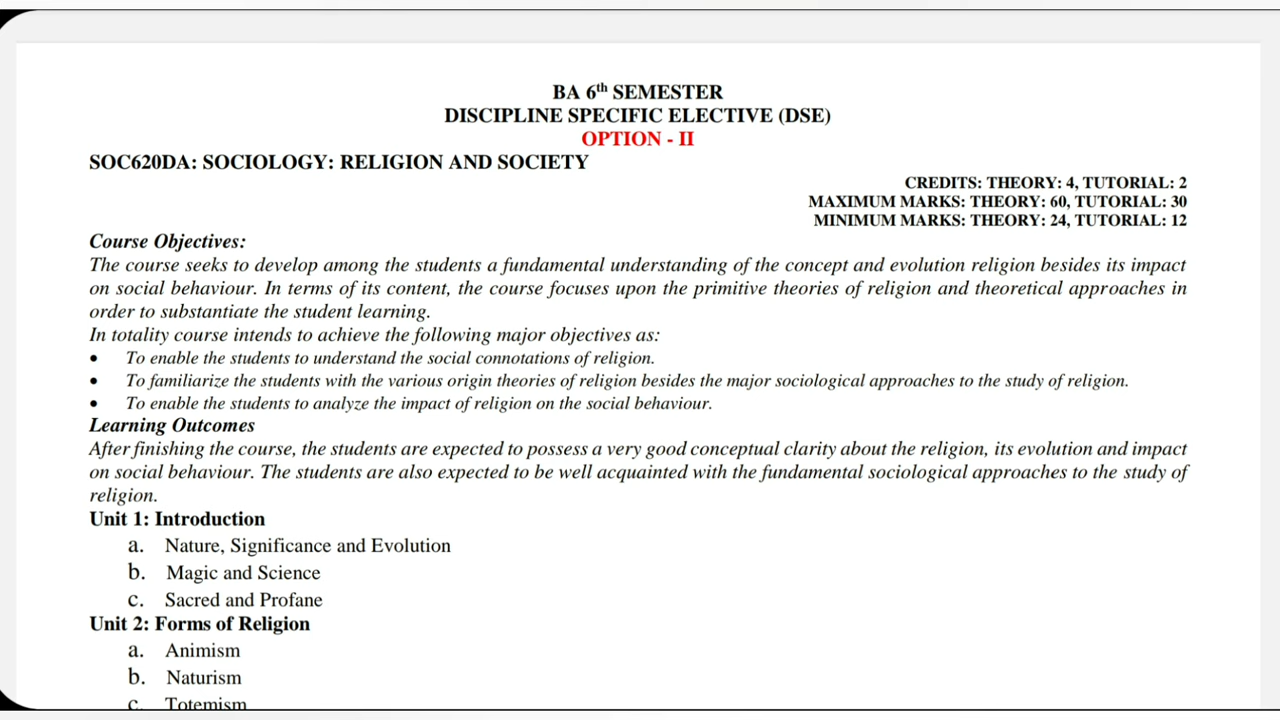 BA 6th SEMESTER
DISCIPLINE SPECIFIC ELECTIVE (DSE)
OPTION - II
SOC620DA: SOCIOLOGY: RELIGION AND SOCIETY
CREDITS: THEORY: 4, TUTORIAL: 2
MAXIMUM MARKS: THEORY: 60, TUTORIAL: 30
MINIMUM MARKS: THEORY: 24, TUTORIAL: 12
Course Objectives:
The course seeks to develop among the students a fundamental understanding of the concept and evolution religion besides its impact
on social behaviour. In terms of its content, the course focuses upon the primitive theories of religion and theoretical approaches in
order to substantiate the student learning.
In totality course intends to achieve the following major objectives as:
• To enable the students to understand the social connotations of religion.
• To familiarize the students with the various origin theories of religion besides the major sociological approaches to the study of religion.
• To enable the students to analyze the impact of religion on the social behaviour.
Learning Outcomes
After finishing the course, the students are expected to possess a very good conceptual clarity about the religion, its evolution and impact
on social behaviour. The students are also expected to be well acquainted with the fundamental sociological approaches to the study of
religion.
Unit 1: Introduction
a. Nature, Significance and Evolution
b. Magic and Science
c. Sacred and Profane
Unit 2: Forms of Religion
a. Animism
b. Naturism
c. Totemism